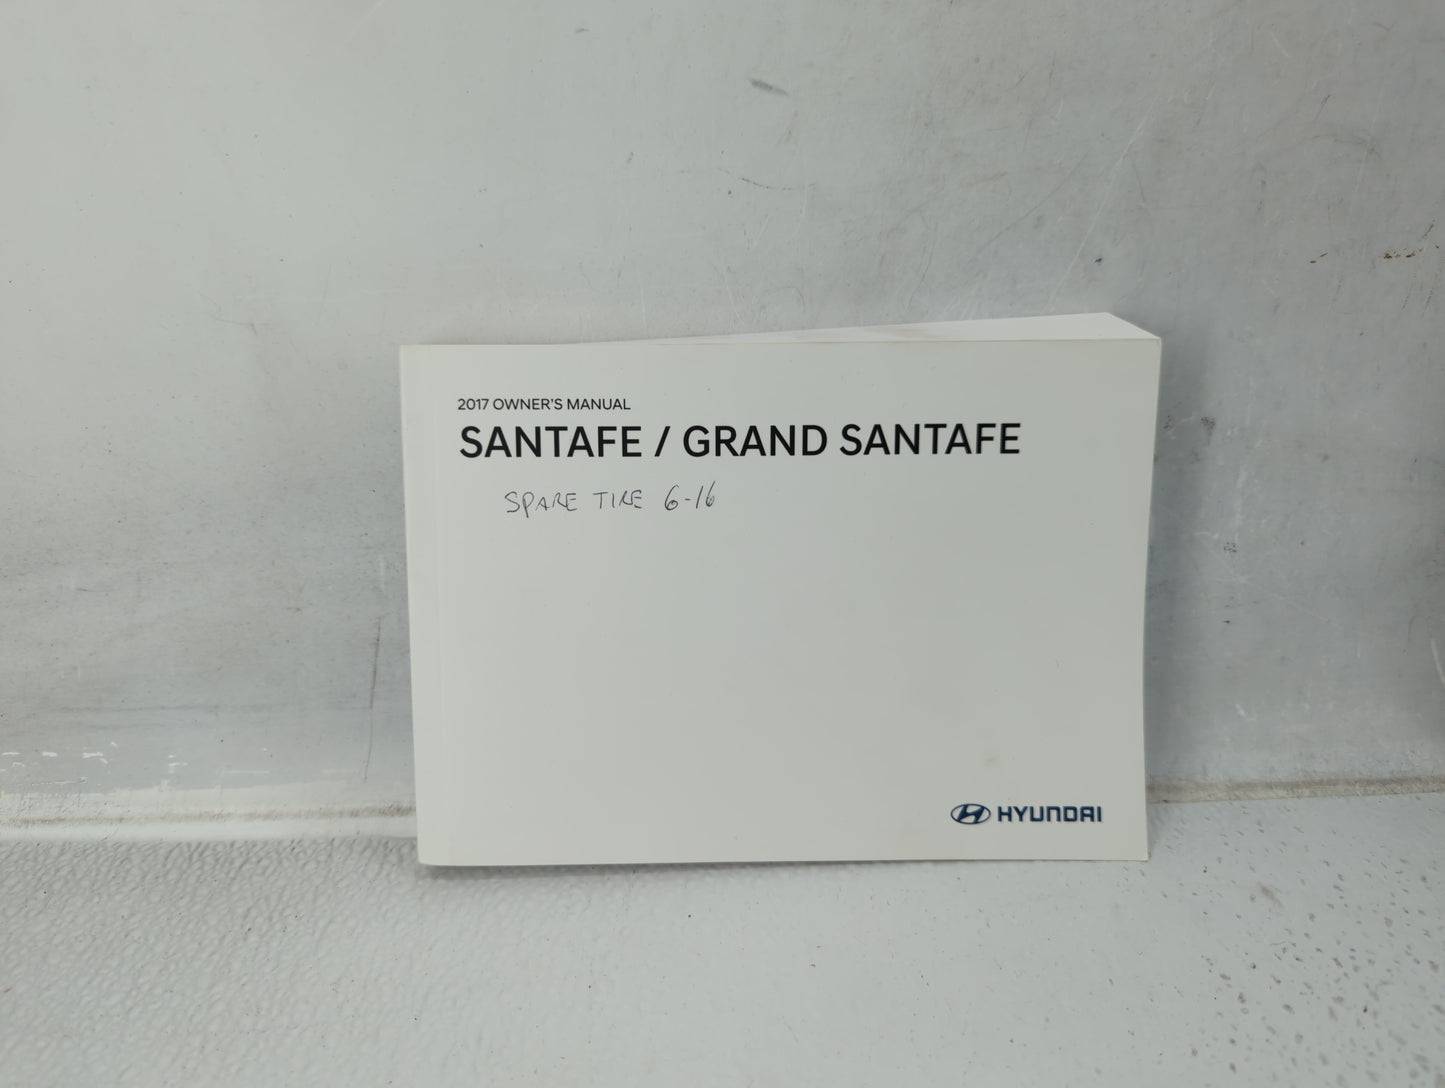 2017 OWNER'S MANUAL
SANTAFE / GRAND SANTAFE
SPARE TIRE 6-16
HYUNDAI